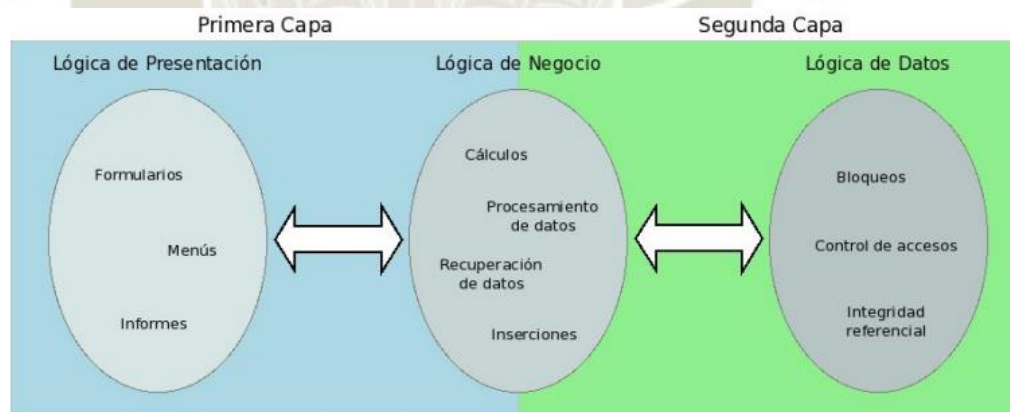 Primera Capa
Segunda Capa
Lógica de Presentación
Lógica de Negocio
Lógica de Datos
Formularios
Menús
Informes
Cálculos
Procesamiento
de datos
Recuperación
de datos
Inserciones
Bloqueos
Control de accesos
Integridad
referencial